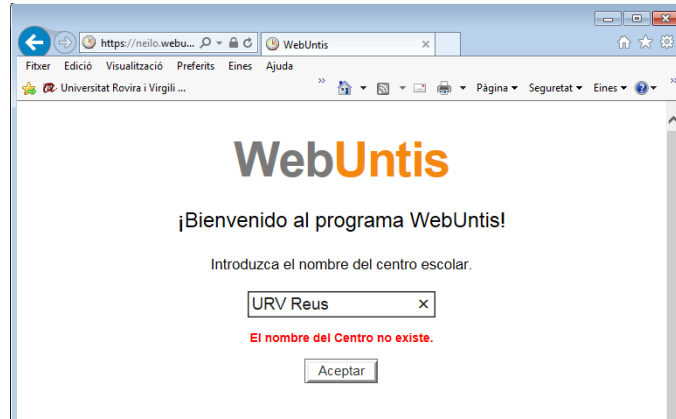 https://neilo.webu...
WebUntis
Fitxer Edició Visualització Preferits Eines Ajuda
Universitat Rovira i Virgili ... » Pàgina Seguretat Eines »
WebUntis
¡Bienvenido al programa WebUntis!
Introduzca el nombre del centro escolar.
URV Reus
El nombre del Centro no existe.
Aceptar